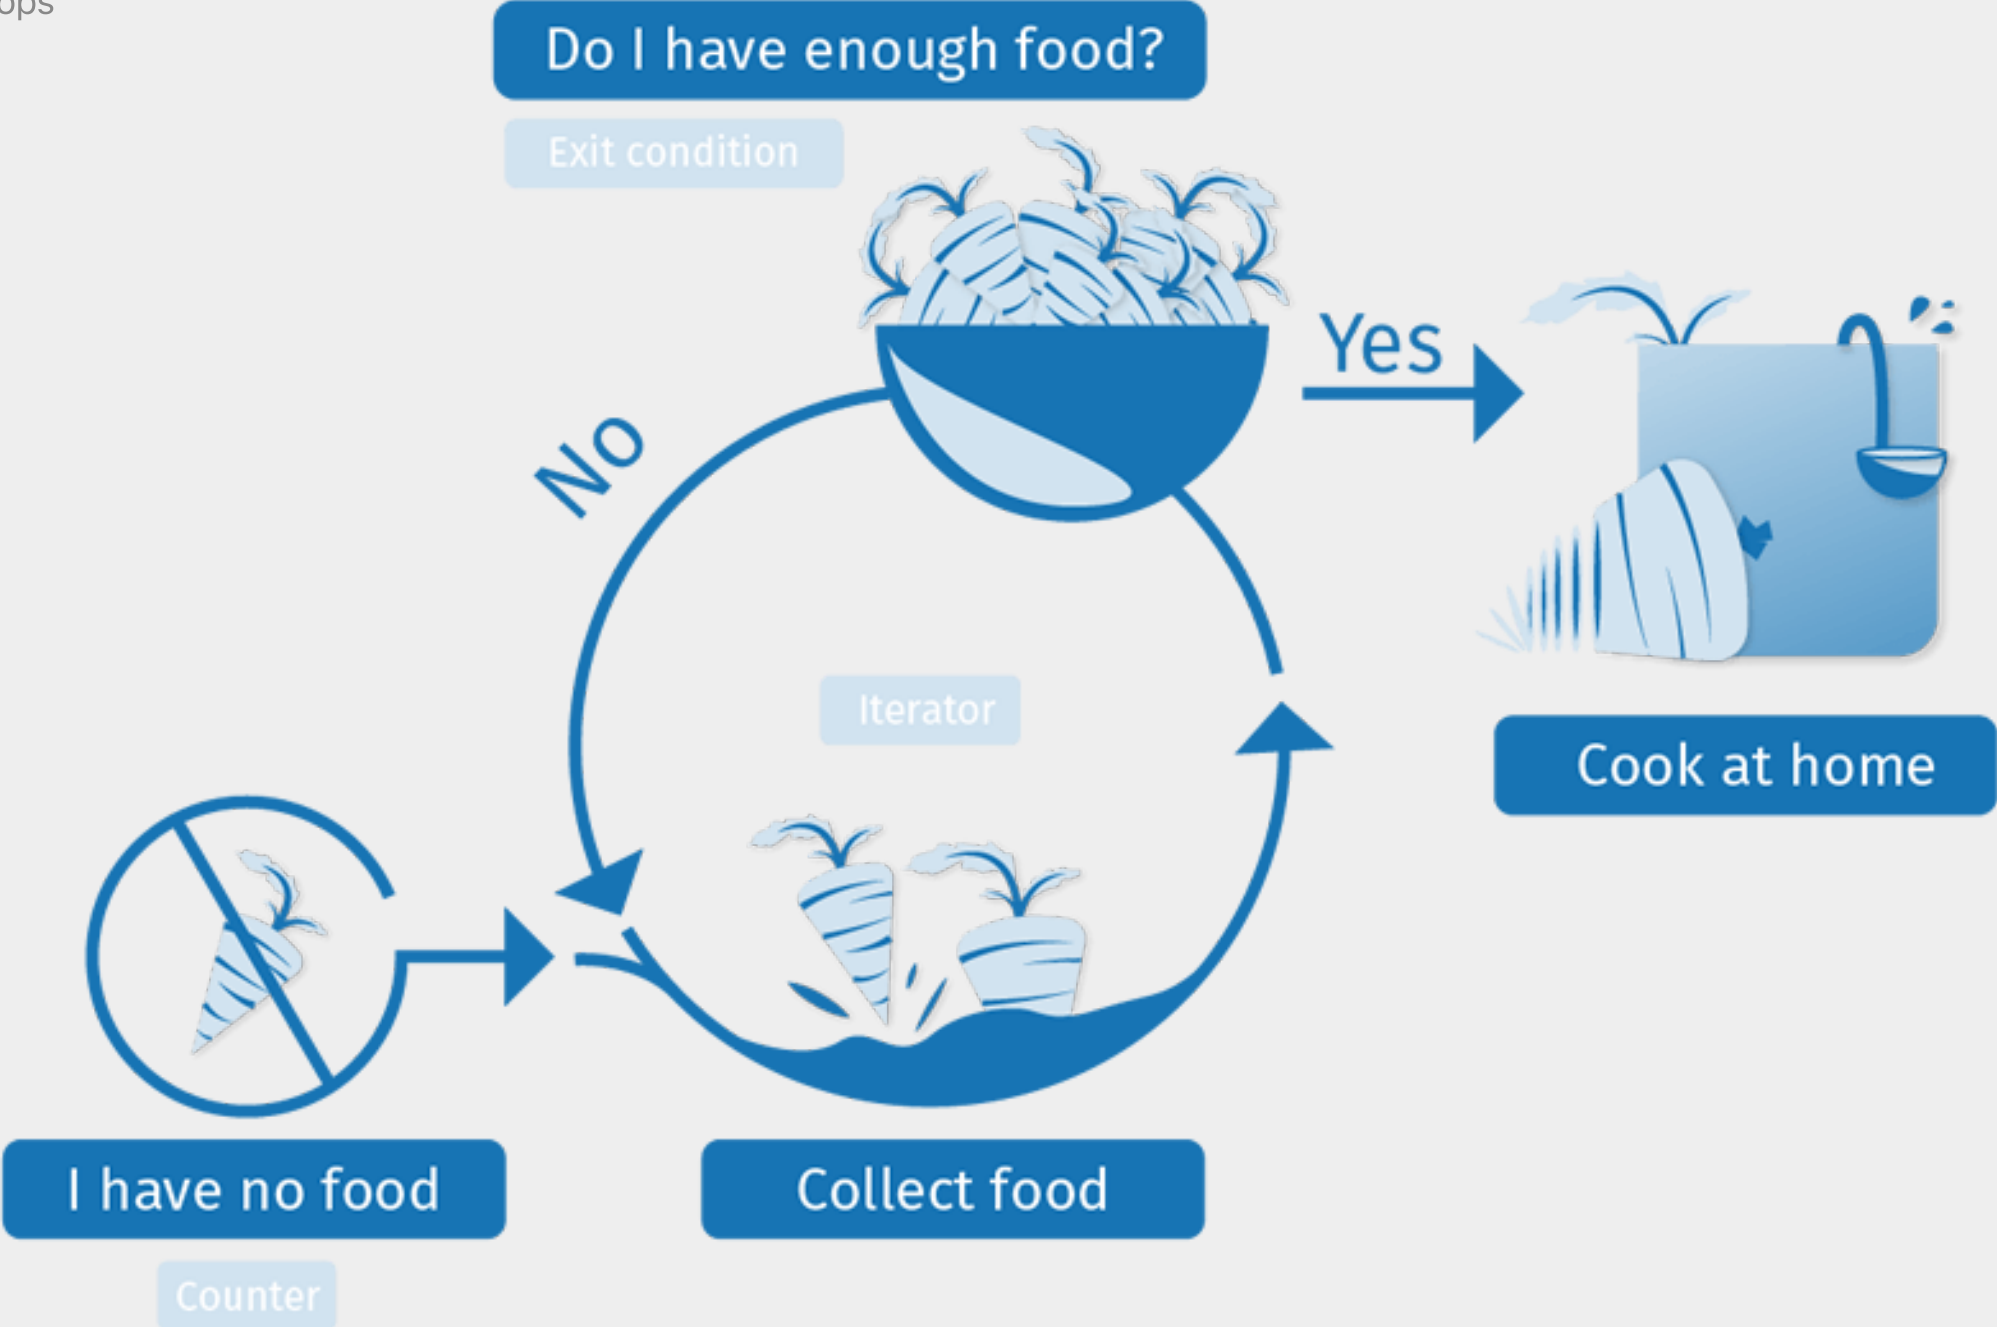 Do I have enough food?
Exit condition
Yes
No
Iterator
Cook at home
I have no food
Collect food
Counter